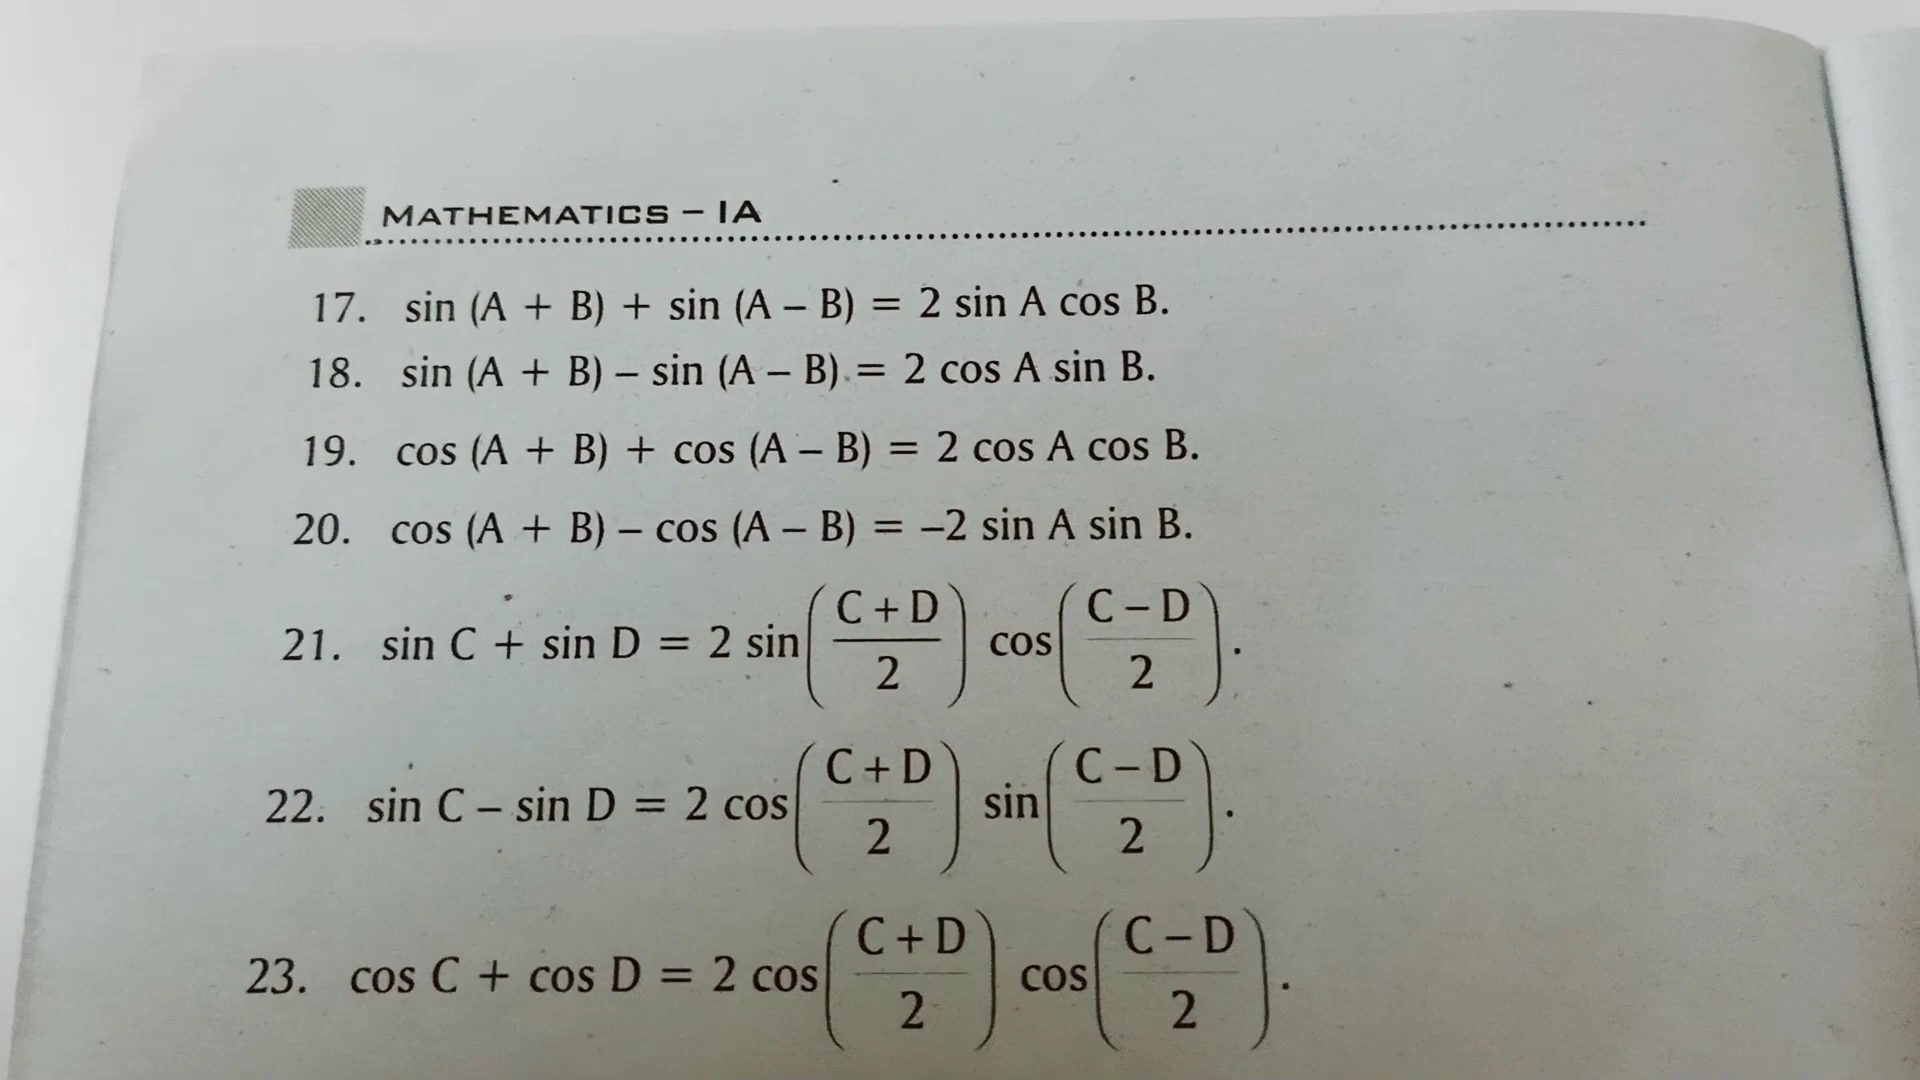 MATHEMATICS – IA
17. sin (A + B) + sin (A – B) = 2 sin A cos B.
18. sin (A + B) – sin (A – B) = 2 cos A sin B.
19. cos (A + B) + cos (A – B) = 2 cos A cos B.
20. cos (A + B) – cos (A – B) = –2 sin A sin B.
21. sin C + sin D = 2 sin((C + D)/2) cos((C – D)/2).
22. sin C – sin D = 2 cos((C + D)/2) sin((C – D)/2).
23. cos C + cos D = 2 cos((C + D)/2) cos((C – D)/2).